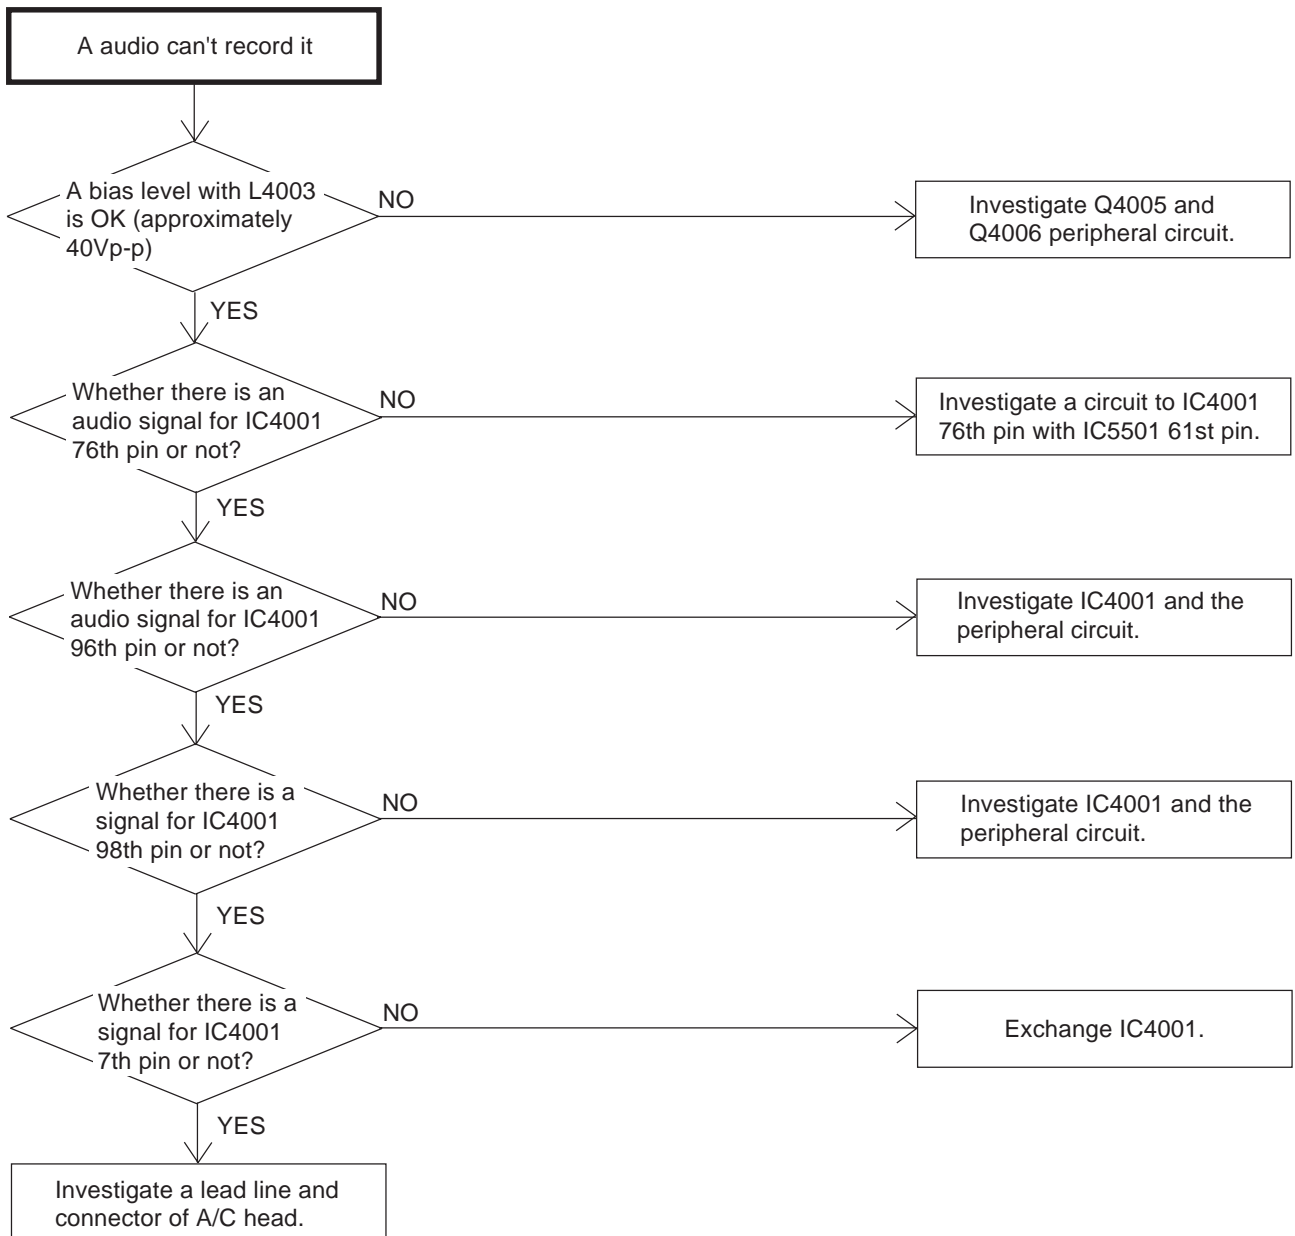 A audio can't record it
A bias level with L4003
is OK (approximately
40Vp-p)
NO
Investigate Q4005 and
Q4006 peripheral circuit.
YES
Whether there is an
audio signal for IC4001
76th pin or not?
NO
Investigate a circuit to IC4001
76th pin with IC5501 61st pin.
YES
Whether there is an
audio signal for IC4001
96th pin or not?
NO
Investigate IC4001 and the
peripheral circuit.
YES
Whether there is a
signal for IC4001
98th pin or not?
NO
Investigate IC4001 and the
peripheral circuit.
YES
Whether there is a
signal for IC4001
7th pin or not?
NO
Exchange IC4001.
YES
Investigate a lead line and
connector of A/C head.